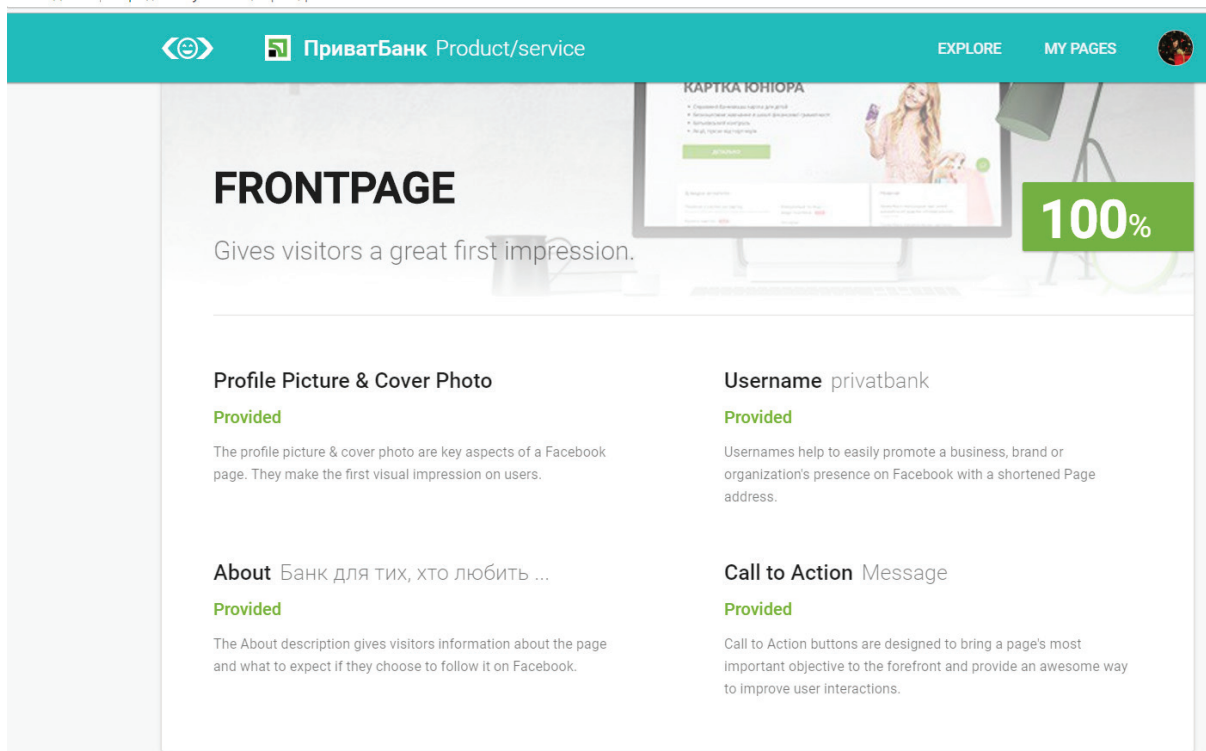 ПриватБанк Product/service
EXPLORE
MY PAGES
КАРТКА ЮНІОРА
FRONTPAGE
Gives visitors a great first impression.
100%
Profile Picture & Cover Photo
Provided
The profile picture & cover photo are key aspects of a Facebook
page. They make the first visual impression on users.
Username privatbank
Provided
Usernames help to easily promote a business, brand or
organization's presence on Facebook with a shortened Page
address.
About Банк для тих, хто любить ...
Provided
The About description gives visitors information about the page
and what to expect if they choose to follow it on Facebook.
Call to Action Message
Provided
Call to Action buttons are designed to bring a page's most
important objective to the forefront and provide an awesome way
to improve user interactions.